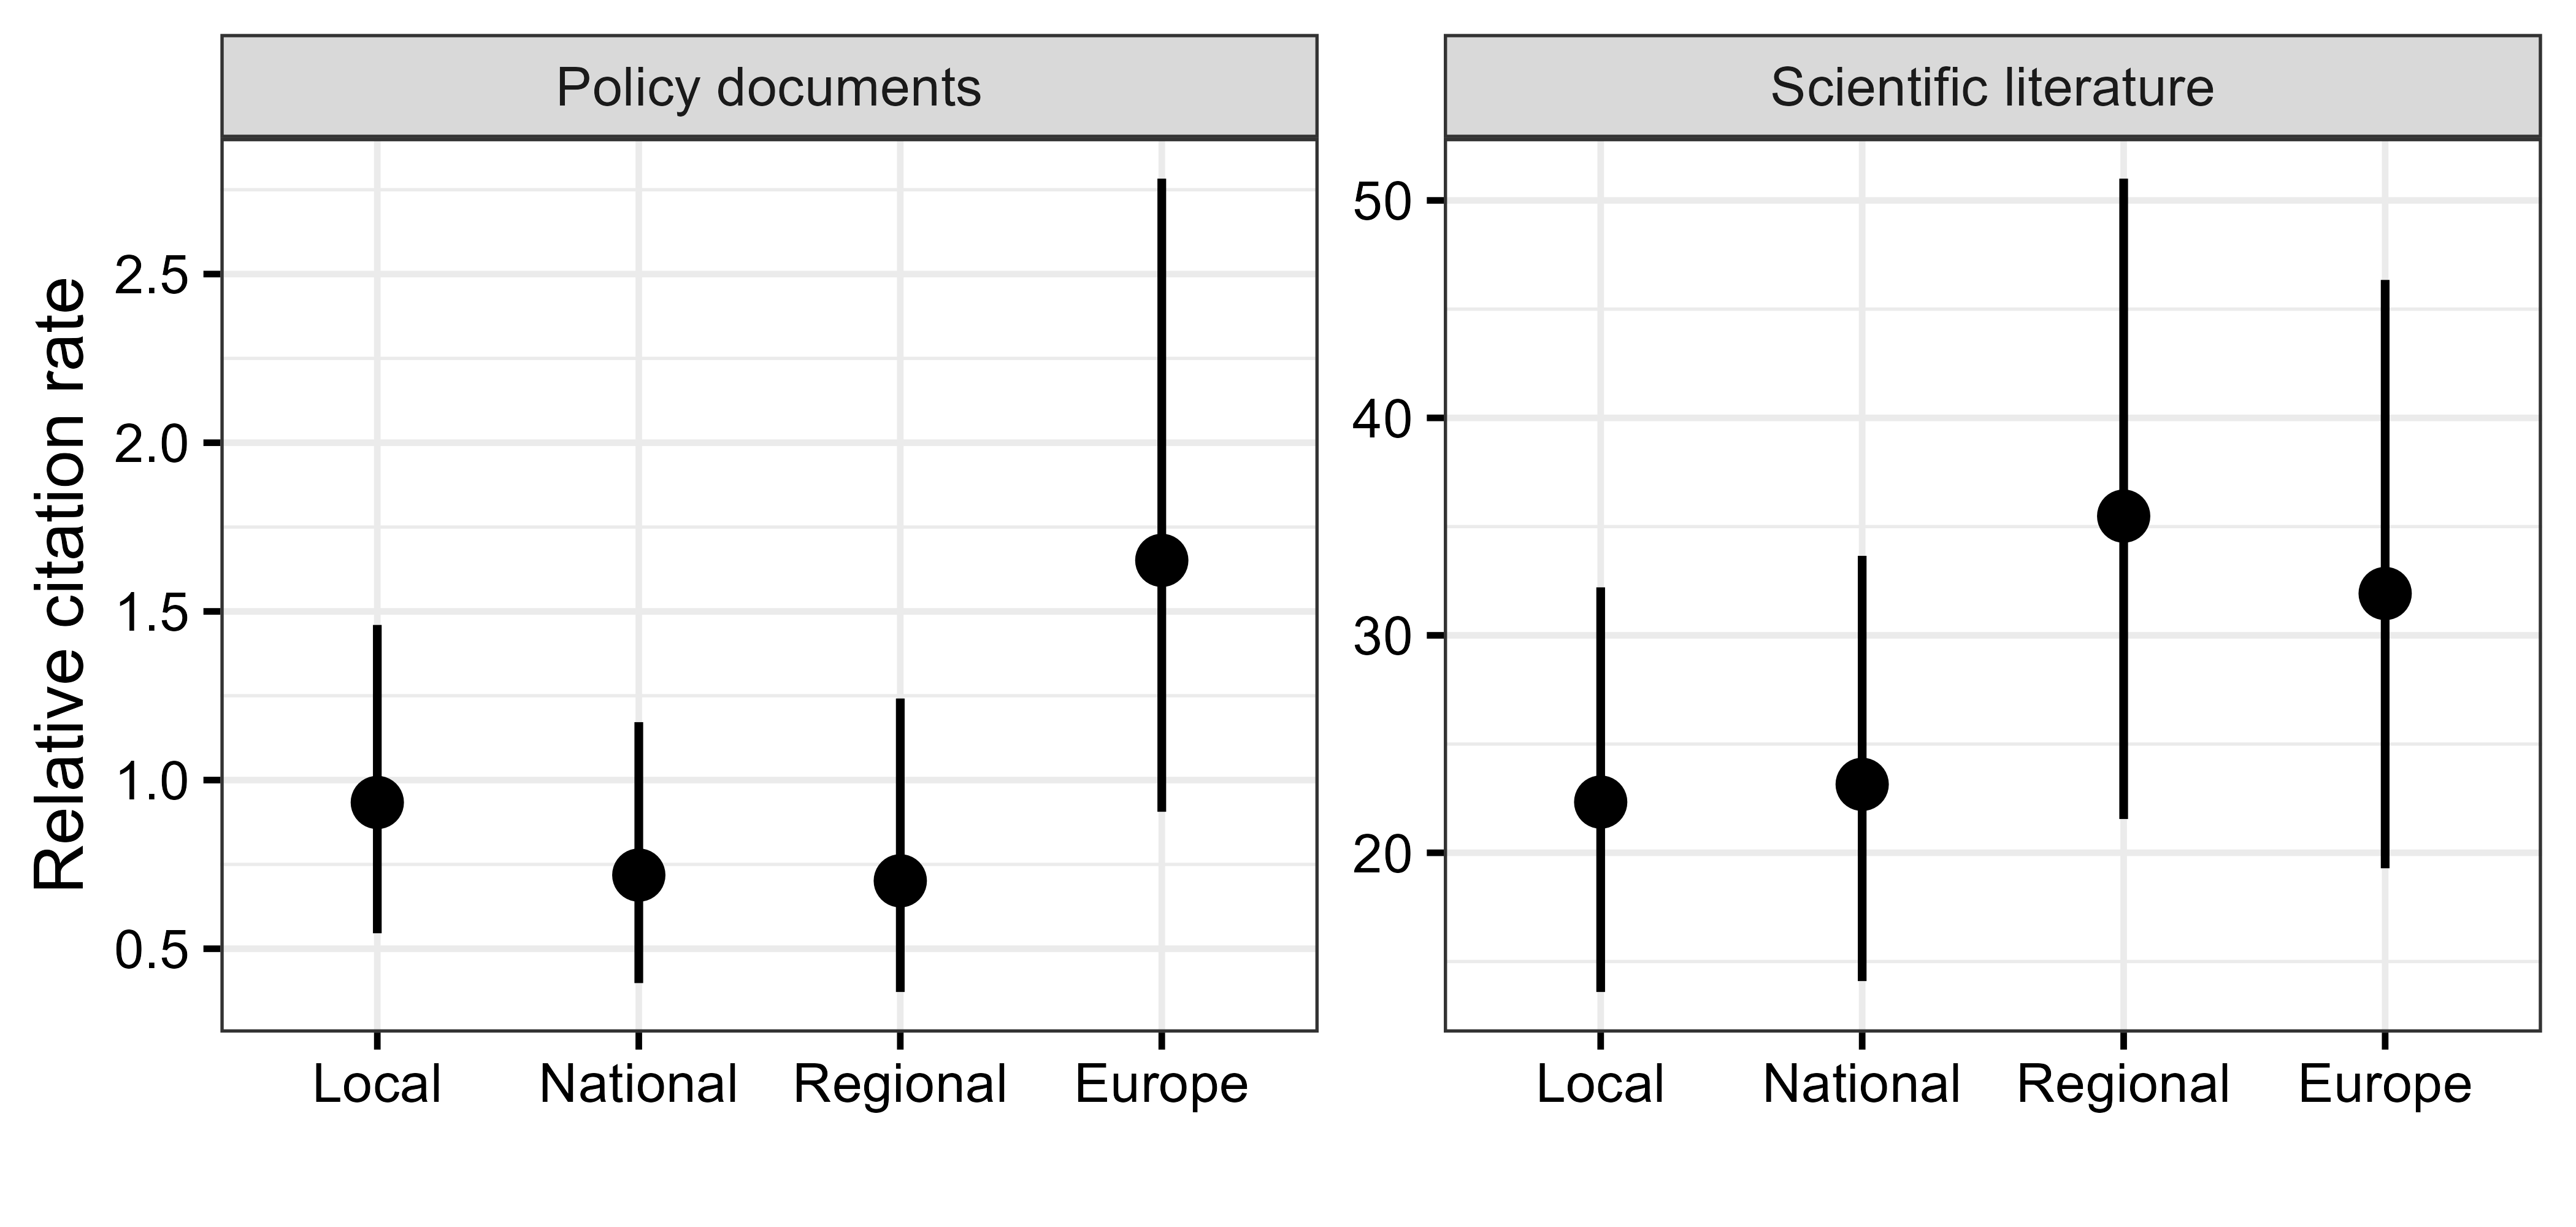 Policy documents
Scientific literature
Relative citation rate
2.5
2.0
1.5
1.0
0.5
50
40
30
20
Local National Regional Europe
Local National Regional Europe